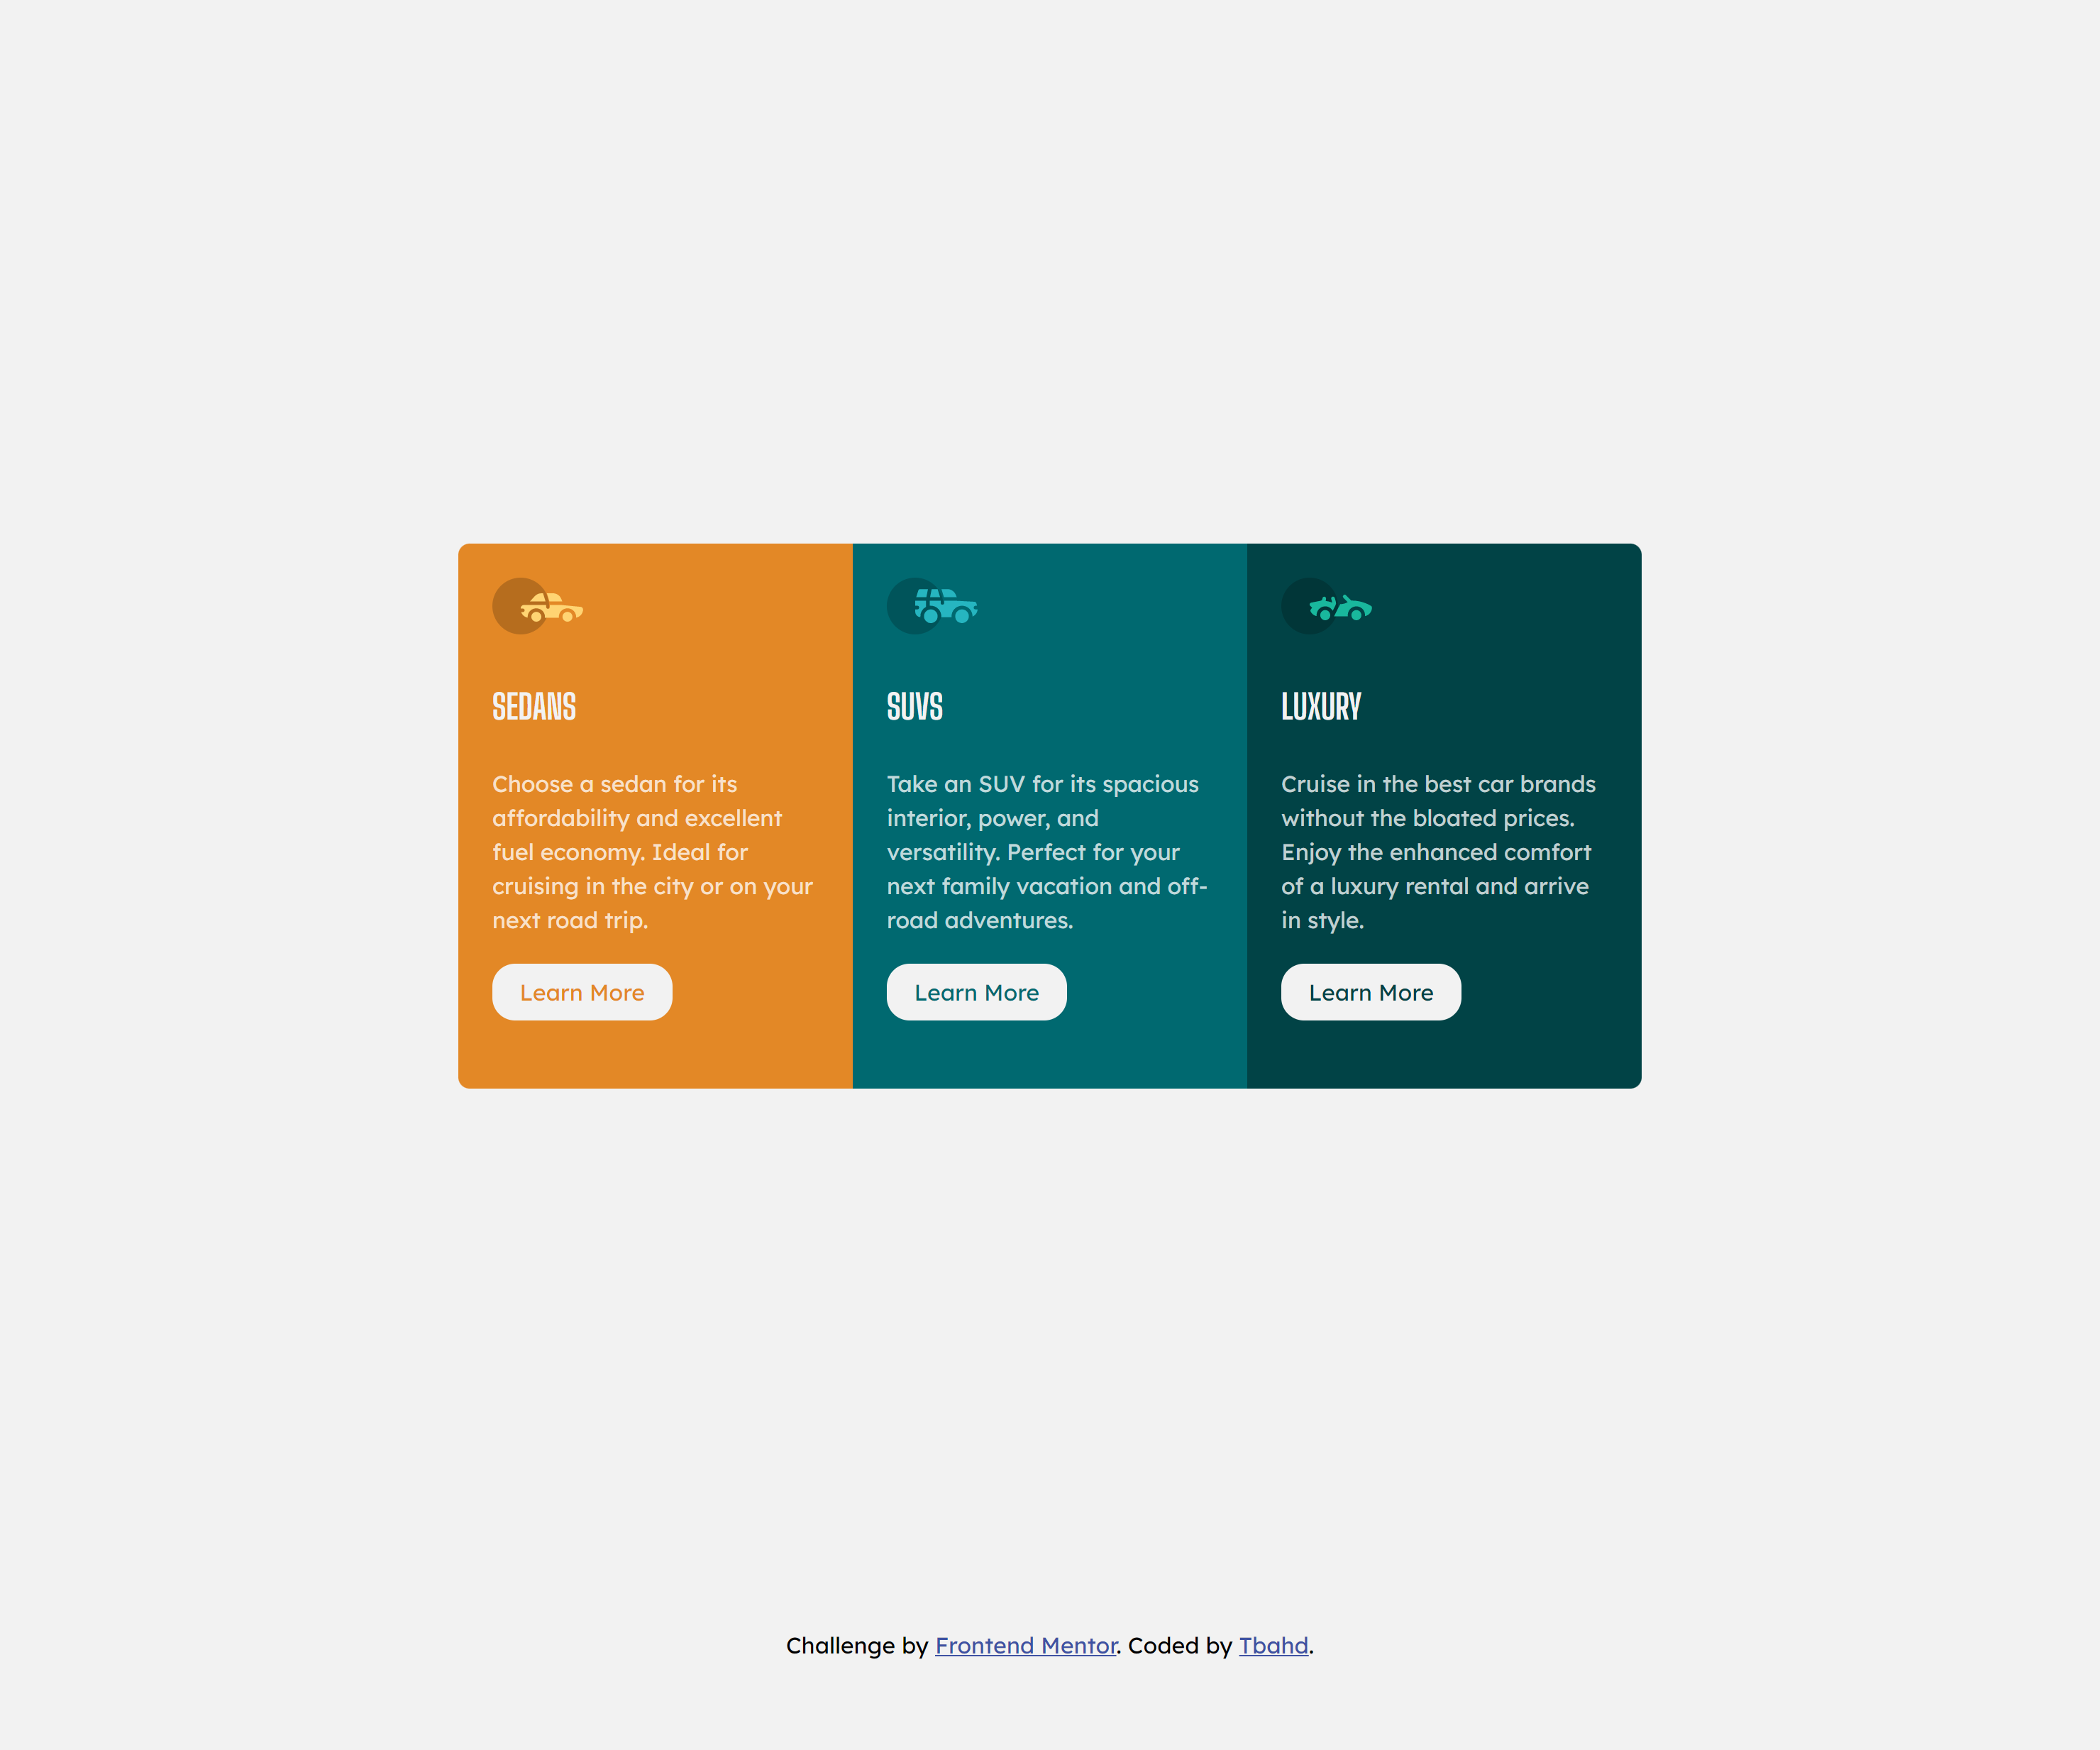 SEDANS
Choose a sedan for its
affordability and excellent
fuel economy. Ideal for
cruising in the city or on your
next road trip.
Learn More
SUVS
Take an SUV for its spacious
interior, power, and
versatility. Perfect for your
next family vacation and off-
road adventures.
Learn More
LUXURY
Cruise in the best car brands
without the bloated prices.
Enjoy the enhanced comfort
of a luxury rental and arrive
in style.
Learn More
Challenge by Frontend Mentor. Coded by Tbahd.